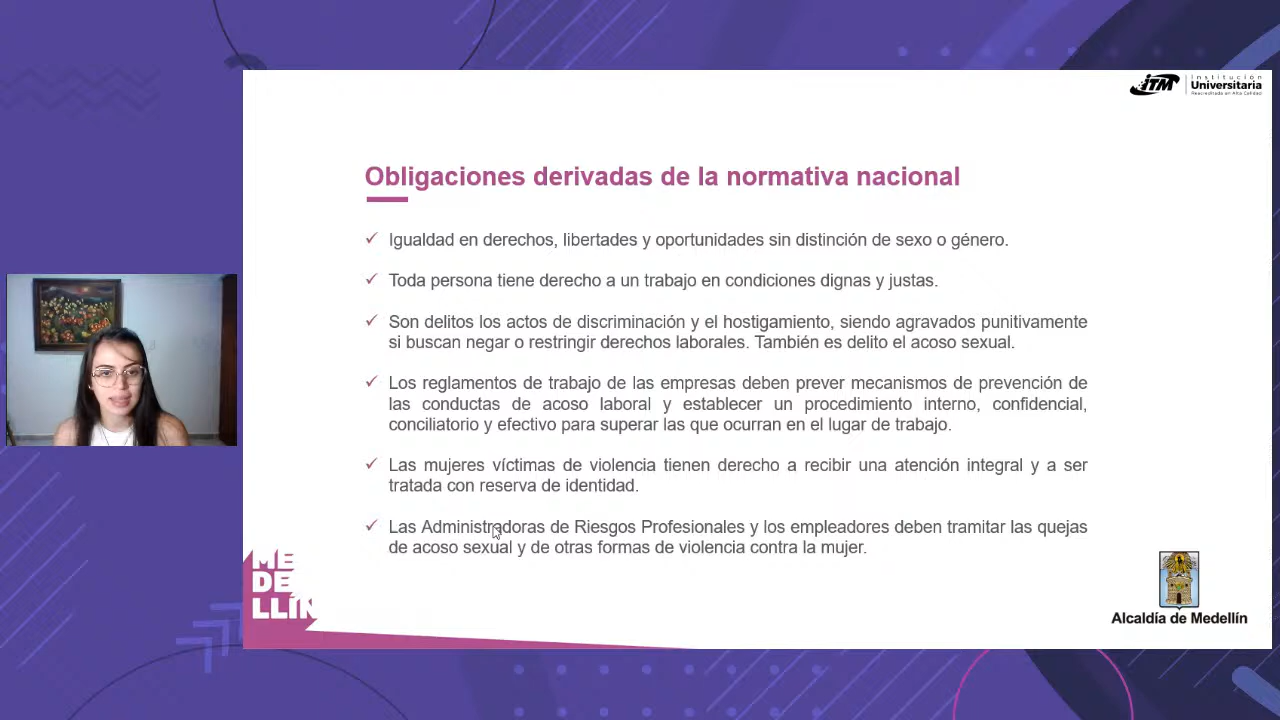 iTM
Institución
Universitaria
Reacreditada en Alta Calidad
Obligaciones derivadas de la normativa nacional
Igualdad en derechos, libertades y oportunidades sin distinción de sexo o género.
Toda persona tiene derecho a un trabajo en condiciones dignas y justas.
Son delitos los actos de discriminación y el hostigamiento, siendo agravados punitivamente
si buscan negar o restringir derechos laborales. También es delito el acoso sexual.
Los reglamentos de trabajo de las empresas deben prever mecanismos de prevención de
las conductas de acoso laboral y establecer un procedimiento interno, confidencial,
conciliatorio y efectivo para superar las que ocurran en el lugar de trabajo.
Las mujeres víctimas de violencia tienen derecho a recibir una atención integral y a ser
tratada con reserva de identidad.
Las Administradoras de Riesgos Profesionales y los empleadores deben tramitar las quejas
de acoso sexual y de otras formas de violencia contra la mujer.
ME
DE
LLÍN
Alcaldía de Medellín